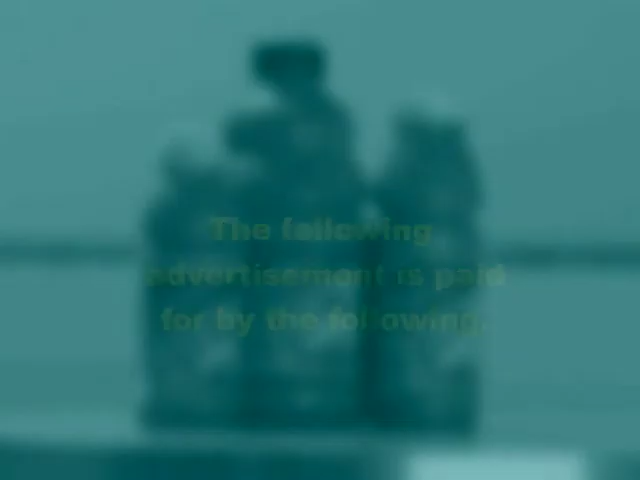 The following
advertisement is paid
for by the following.